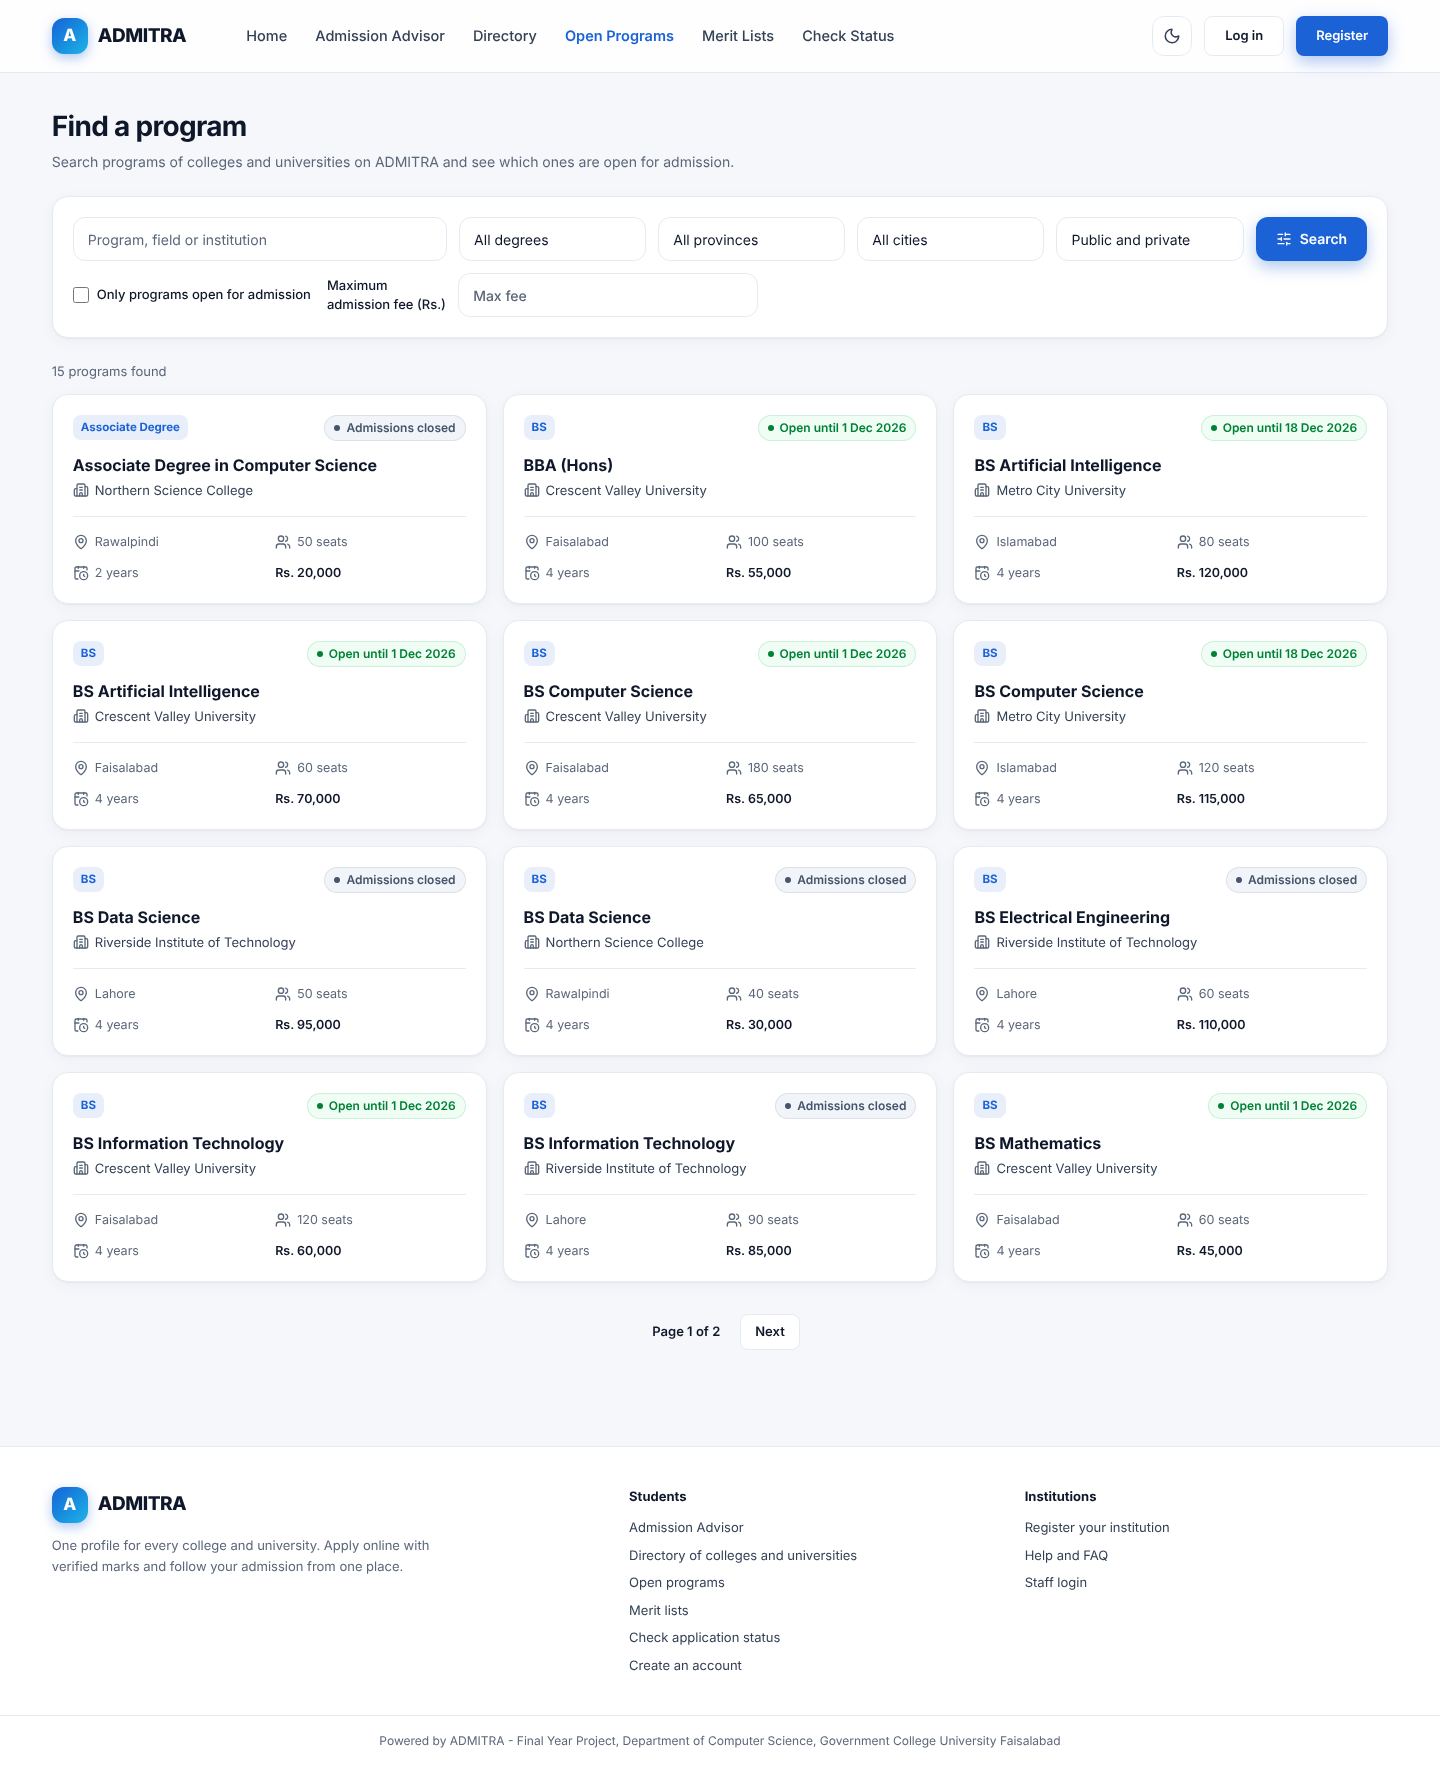 A ADMITRA Home Admission Advisor Directory Open Programs Merit Lists Check Status Log in Register
Find a program
Search programs of colleges and universities on ADMITRA and see which ones are open for admission.
Program, field or institution All degrees All provinces All cities Public and private Search
Only programs open for admission Maximum admission fee (Rs.) Max fee
15 programs found
Associate Degree Admissions closed
Associate Degree in Computer Science
Northern Science College
Rawalpindi 50 seats
2 years Rs. 20,000
BS Open until 1 Dec 2026
BBA (Hons)
Crescent Valley University
Faisalabad 100 seats
4 years Rs. 55,000
BS Open until 18 Dec 2026
BS Artificial Intelligence
Metro City University
Islamabad 80 seats
4 years Rs. 120,000
BS Open until 1 Dec 2026
BS Artificial Intelligence
Crescent Valley University
Faisalabad 60 seats
4 years Rs. 70,000
BS Open until 1 Dec 2026
BS Computer Science
Crescent Valley University
Faisalabad 180 seats
4 years Rs. 65,000
BS Open until 18 Dec 2026
BS Computer Science
Metro City University
Islamabad 120 seats
4 years Rs. 115,000
BS Admissions closed
BS Data Science
Riverside Institute of Technology
Lahore 50 seats
4 years Rs. 95,000
BS Admissions closed
BS Data Science
Northern Science College
Rawalpindi 40 seats
4 years Rs. 30,000
BS Admissions closed
BS Electrical Engineering
Riverside Institute of Technology
Lahore 60 seats
4 years Rs. 110,000
BS Open until 1 Dec 2026
BS Information Technology
Crescent Valley University
Faisalabad 120 seats
4 years Rs. 60,000
BS Admissions closed
BS Information Technology
Riverside Institute of Technology
Lahore 90 seats
4 years Rs. 85,000
BS Open until 1 Dec 2026
BS Mathematics
Crescent Valley University
Faisalabad 60 seats
4 years Rs. 45,000
Page 1 of 2 Next
A ADMITRA
One profile for every college and university. Apply online with
verified marks and follow your admission from one place.
Students
Admission Advisor
Directory of colleges and universities
Open programs
Merit lists
Check application status
Create an account
Institutions
Register your institution
Help and FAQ
Staff login
Powered by ADMITRA - Final Year Project, Department of Computer Science, Government College University Faisalabad